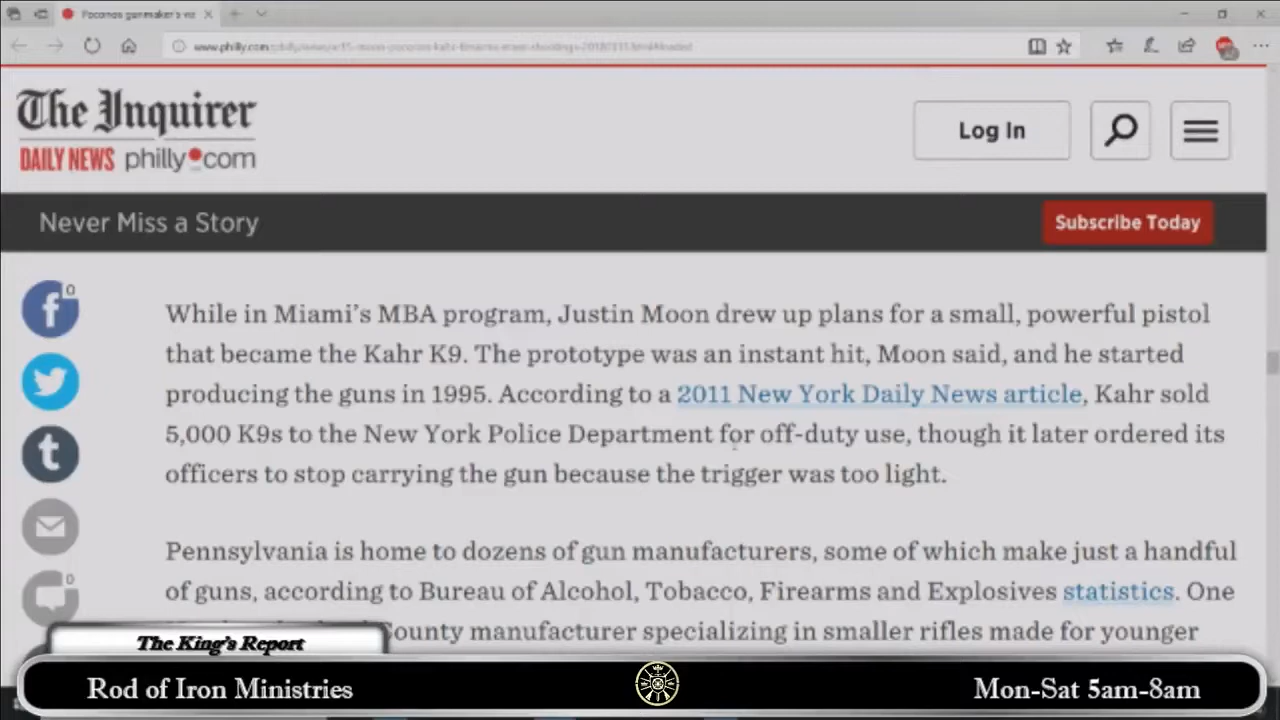 Poconos gunmaker's
www.philly.com
The Inquirer
DAILY NEWS philly.com
Log In
Never Miss a Story
Subscribe Today
0
While in Miami's MBA program, Justin Moon drew up plans for a small, powerful pistol
that became the Kahr K9. The prototype was an instant hit, Moon said, and he started
producing the guns in 1995. According to a 2011 New York Daily News article, Kahr sold
5,000 K9s to the New York Police Department for off-duty use, though it later ordered its
officers to stop carrying the gun because the trigger was too light.
Pennsylvania is home to dozens of gun manufacturers, some of which make just a handful
of guns, according to Bureau of Alcohol, Tobacco, Firearms and Explosives statistics. One
0
County manufacturer specializing in smaller rifles made for younger
The King's Report
Rod of Iron Ministries
Mon-Sat 5am-8am